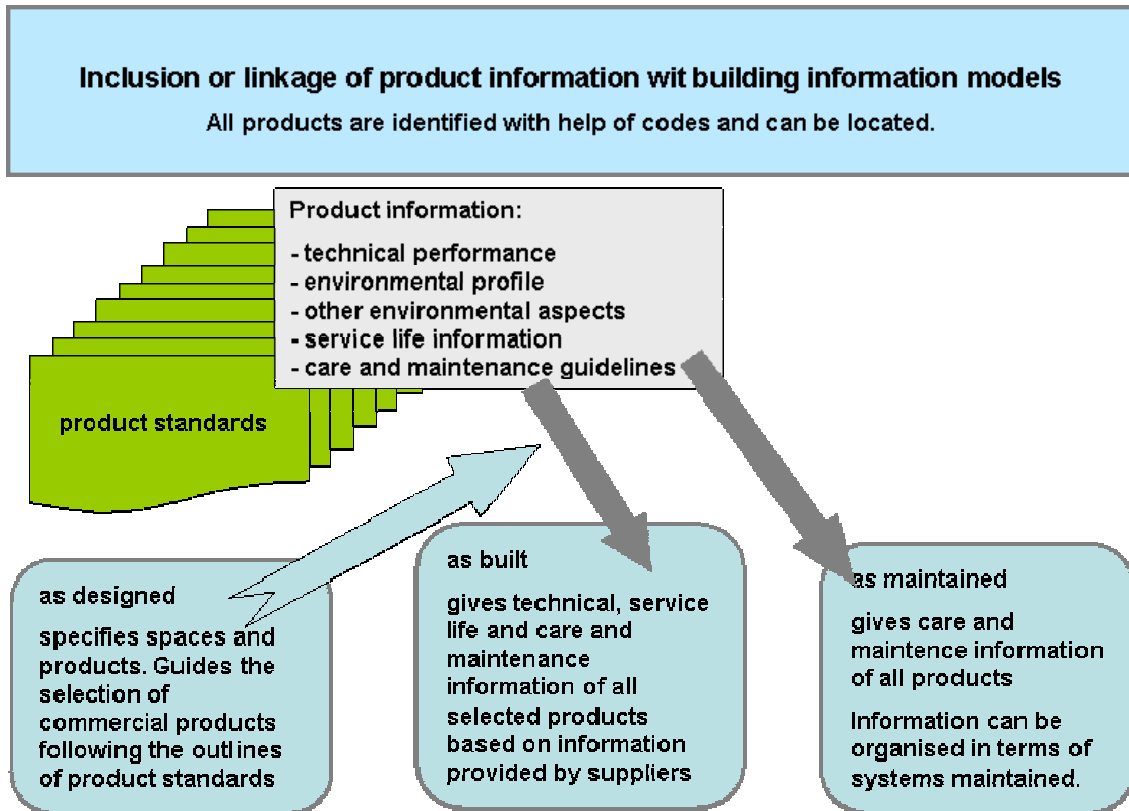 Inclusion or linkage of product information wit building information models
All products are identified with help of codes and can be located.
Product information:
- technical performance
- environmental profile
- other environmental aspects
- service life information
- care and maintenance guidelines
product standards
as designed
specifies spaces and
products. Guides the
selection of
commercial products
following the outlines
of product standards
as built
gives technical, service
life and care and
maintenance
information of all
selected products
based on information
provided by suppliers
as maintained
gives care and
maintence information
of all products
Information can be
organised in terms of
systems maintained.